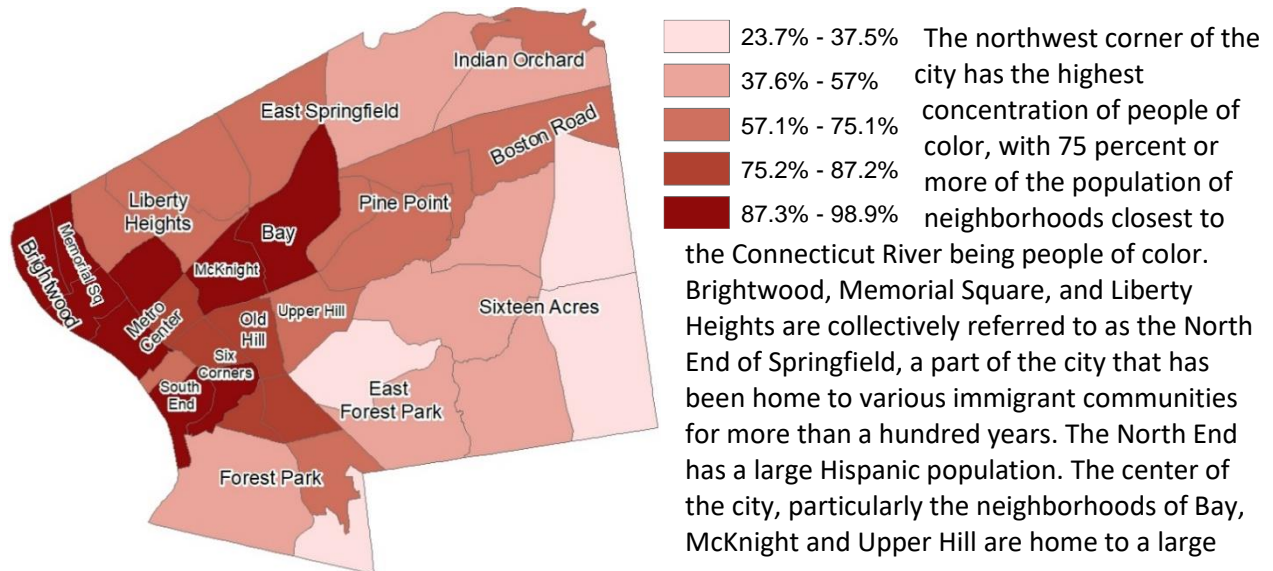 Indian Orchard
East Springfield
Boston Road
Liberty
Heights
Pine Point
Bay
Memorial Sq
Brightwood
McKnight
Metro
Center
Old
Hill
Upper Hill
Sixteen Acres
Six
Corners
South
End
East
Forest Park
Forest Park
23.7% - 37.5%
37.6% - 57%
57.1% - 75.1%
75.2% - 87.2%
87.3% - 98.9%
The northwest corner of the
city has the highest
concentration of people of
color, with 75 percent or
more of the population of
neighborhoods closest to
the Connecticut River being people of color.
Brightwood, Memorial Square, and Liberty
Heights are collectively referred to as the North
End of Springfield, a part of the city that has
been home to various immigrant communities
for more than a hundred years. The North End
has a large Hispanic population. The center of
the city, particularly the neighborhoods of Bay,
McKnight and Upper Hill are home to a large